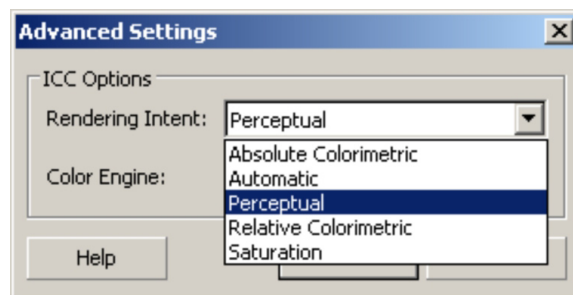 Advanced Settings
ICC Options
Rendering Intent: Perceptual
Absolute Colorimetric
Automatic
Color Engine:
Perceptual
Relative Colorimetric
Saturation
Help